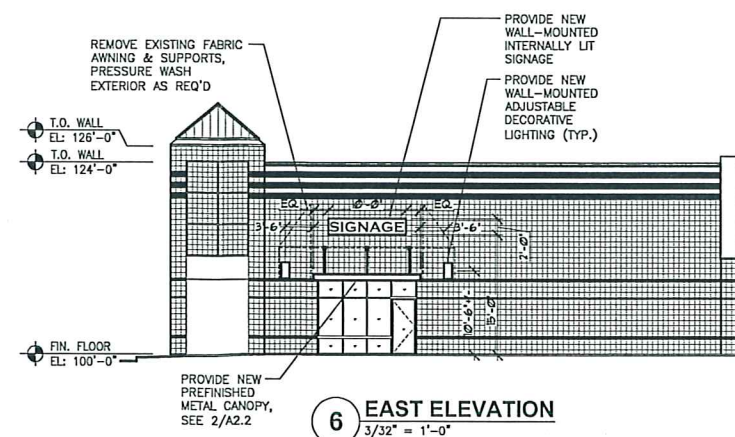 PROVIDE NEW
WALL-MOUNTED
INTERNALLY LIT
SIGNAGE
REMOVE EXISTING FABRIC
AWNING & SUPPORTS,
PRESSURE WASH
EXTERIOR AS REQ'D
PROVIDE NEW
WALL-MOUNTED
ADJUSTABLE
DECORATIVE
LIGHTING (TYP.)
T.O. WALL
EL: 126'-0"
T.O. WALL
EL: 124'-0"
EQ 10'-0" EQ
3'-6" SIGNAGE 3'-6"
2'-0"
15'-0"
FIN. FLOOR
EL: 100'-0"
PROVIDE NEW
PREFINISHED
METAL CANOPY,
SEE 2/A2.2
6 EAST ELEVATION
3/32" = 1'-0"